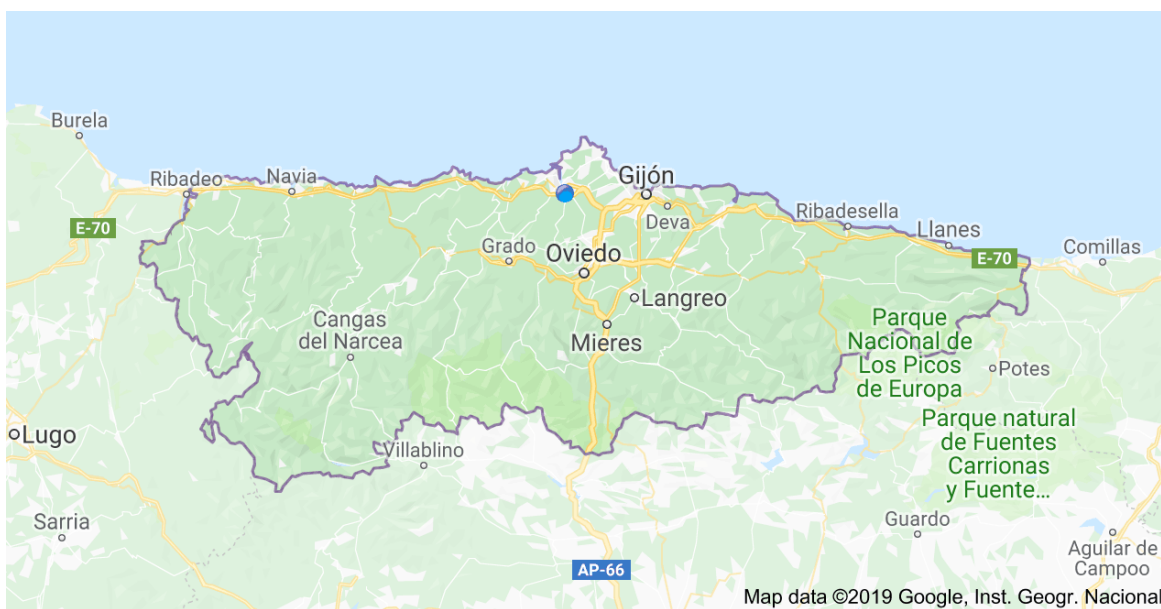 Burela
Ribadeo
Navia
Gijón
Deva
Ribadesella
Llanes
Comillas
E-70
E-70
Grado
Oviedo
Langreo
Cangas
del Narcea
Mieres
Parque
Nacional de
Los Picos
de Europa
Potes
Parque natural
de Fuentes
Carrionas
y Fuente...
Lugo
Villablino
Sarria
Guardo
Aguilar de
Campoo
AP-66
Map data ©2019 Google, Inst. Geogr. Nacional